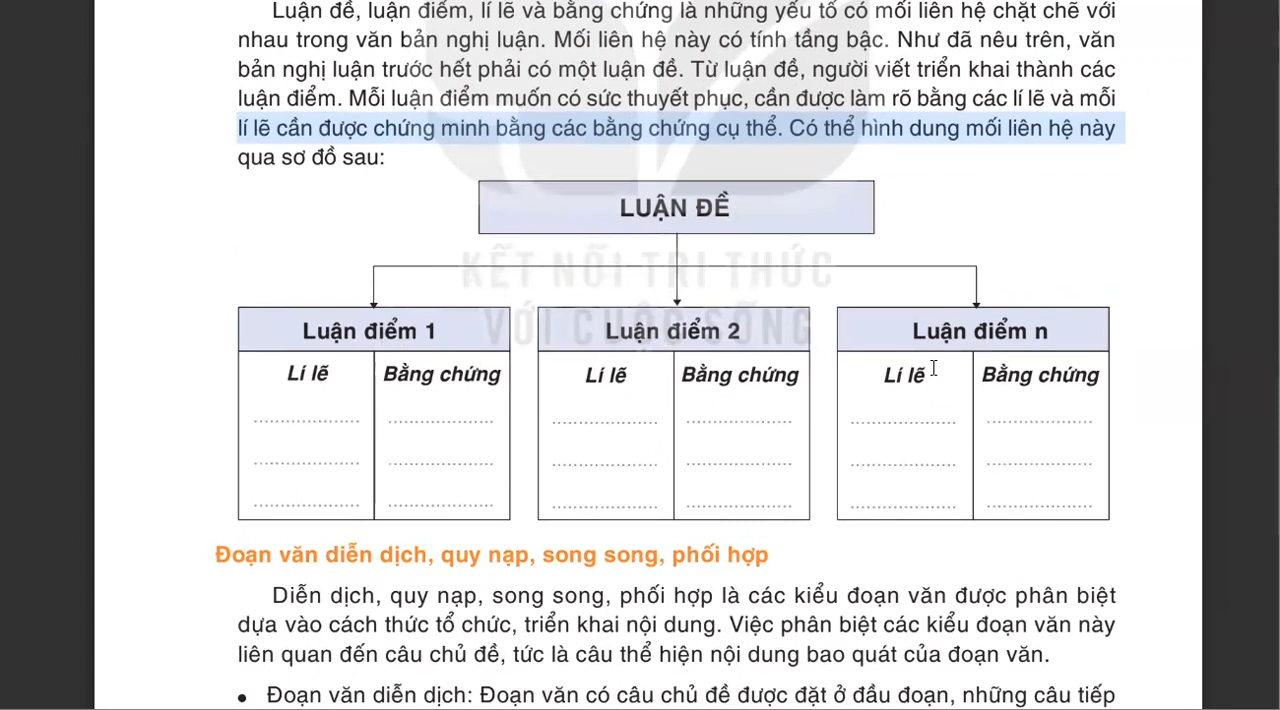 Luận đề, luận điểm, lí lẽ và bằng chứng là những yếu tố có mối liên hệ chặt chẽ với
nhau trong văn bản nghị luận. Mối liên hệ này có tính tầng bậc. Như đã nêu trên, văn
bản nghị luận trước hết phải có một luận đề. Từ luận đề, người viết triển khai thành các
luận điểm. Mỗi luận điểm muốn có sức thuyết phục, cần được làm rõ bằng các lí lẽ và mỗi
lí lẽ cần được chứng minh bằng các bằng chứng cụ thể. Có thể hình dung mối liên hệ này
qua sơ đồ sau:
LUẬN ĐỀ
KẾT NỐI TRI THỨC
VỚI CUỘC SỐNG
Luận điểm 1
Luận điểm 2
Luận điểm n
Lí lẽ
Bằng chứng
Lí lẽ
Bằng chứng
Lí lẽ
Bằng chứng
Đoạn văn diễn dịch, quy nạp, song song, phối hợp
Diễn dịch, quy nạp, song song, phối hợp là các kiểu đoạn văn được phân biệt
dựa vào cách thức tổ chức, triển khai nội dung. Việc phân biệt các kiểu đoạn văn này
liên quan đến câu chủ đề, tức là câu thể hiện nội dung bao quát của đoạn văn.
• Đoạn văn diễn dịch: Đoạn văn có câu chủ đề được đặt ở đầu đoạn, những câu tiếp